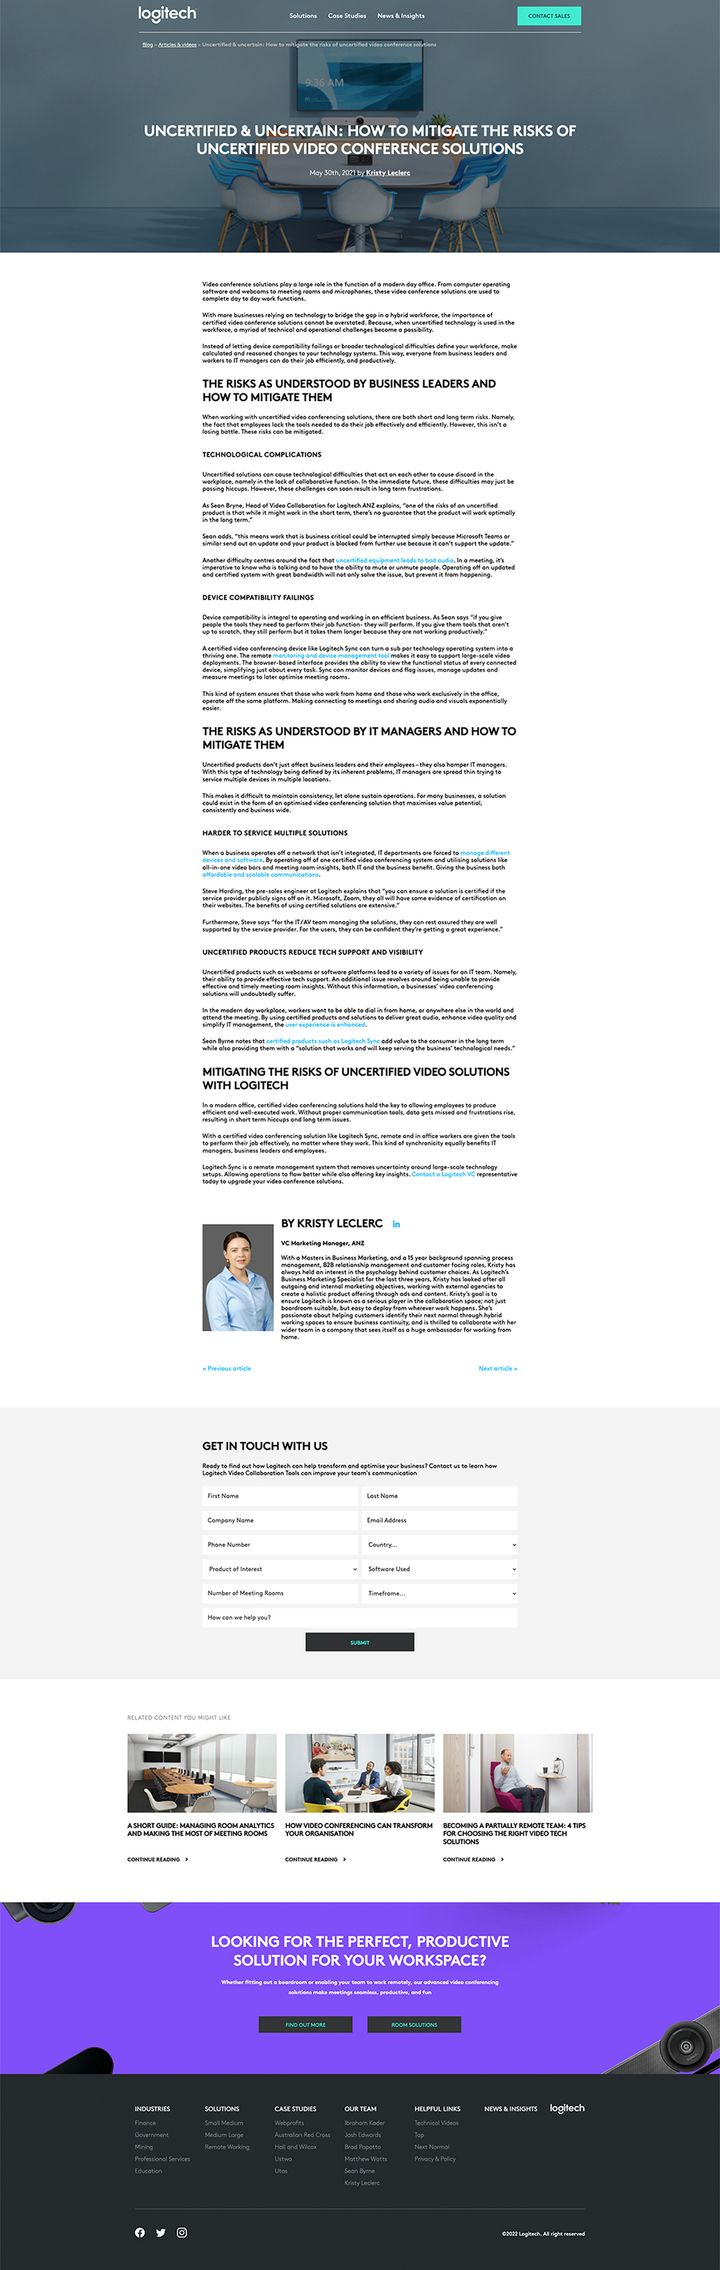 logitech
Solutions Case Studies News & Insights
CONTACT SALES
Blog » Articles & videos » Uncertified & uncertain: How to mitigate the risks of uncertified video conference solutions
9:36 AM
UNCERTIFIED & UNCERTAIN: HOW TO MITIGATE THE RISKS OF
UNCERTIFIED VIDEO CONFERENCE SOLUTIONS
May 30th, 2021 by Kristy Leclerc
Video conference solutions play a large role in the function of a modern day office. From computer operating
software and webcams to meeting rooms and microphones, these video conference solutions are used to
complete day to day work functions.
With more businesses relying on technology to bridge the gap in a hybrid workforce, the importance of
certified video conference solutions cannot be overstated. Because, when uncertified technology is used in the
workforce, a myriad of technical and operational challenges become a possibility.
Instead of letting device compatibility failings or broader technological difficulties define your workforce, make
calculated and reasoned changes to your technology systems. This way, everyone from business leaders and
workers to IT managers can do their job efficiently, and productively.
THE RISKS AS UNDERSTOOD BY BUSINESS LEADERS AND
HOW TO MITIGATE THEM
When working with uncertified video conferencing solutions, there are both short and long term risks. Namely,
the fact that employees lack the tools needed to do their job effectively and efficiently. However, this isn't a
losing battle. These risks can be mitigated.
TECHNOLOGICAL COMPLICATIONS
Uncertified solutions can cause technological difficulties that act on each other to cause discord in the
workplace, namely in the lack of collaborative function. In the immediate future, these difficulties may just be
passing hiccups. However, these challenges can soon result in long term frustrations.
As Sean Bryne, Head of Video Collaboration for Logitech ANZ explains, "one of the risks of an uncertified
product is that while it might work in the short term, there's no guarantee that the product will work optimally
in the long term."
Sean adds, "this means work that is business critical could be interrupted simply because Microsoft Teams or
similar send out an update and your product is blocked from further use because it can't support the update."
Another difficulty centres around the fact that uncertified equipment leads to bad audio. In a meeting, it's
imperative to know who is talking and to have the ability to mute or unmute people. Operating off an updated
and certified system with great bandwidth will not only solve the issue, but prevent it from happening.
DEVICE COMPATIBILITY FAILINGS
Device compatibility is integral to operating and working in an efficient business. As Sean says "if you give
people the tools they need to perform their job function- they will perform. If you give them tools that aren't
up to scratch, they still perform but it takes them longer because they are not working productively."
A certified video conferencing device like Logitech Sync can turn a sub par technology operating system into a
thriving one. The remote monitoring and device management tool makes it easy to support large-scale video
deployments. The browser-based interface provides the ability to view the functional status of every connected
device, simplifying just about every task. Sync can monitor devices and flag issues, manage updates and
measure meetings to later optimise meeting rooms.
This kind of system ensures that those who work from home and those who work exclusively in the office,
operate off the same platform. Making connecting to meetings and sharing audio and visuals exponentially
easier.
THE RISKS AS UNDERSTOOD BY IT MANAGERS AND HOW TO
MITIGATE THEM
Uncertified products don't just affect business leaders and their employees – they also hamper IT managers.
With this type of technology being defined by its inherent problems, IT managers are spread thin trying to
service multiple devices in multiple locations.
This makes it difficult to maintain consistency, let alone sustain operations. For many businesses, a solution
could exist in the form of an optimised video conferencing solution that maximises value potential,
consistently and business wide.
HARDER TO SERVICE MULTIPLE SOLUTIONS
When a business operates off a network that isn't integrated, IT departments are forced to manage different
devices and software. By operating off of one certified video conferencing system and utilising solutions like
all-in-one video bars and meeting room insights, both IT and the business benefit. Giving the business both
affordable and scalable communications.
Steve Harding, the pre-sales engineer at Logitech explains that "you can ensure a solution is certified if the
service provider publicly signs off on it. Microsoft, Zoom, they all will have some evidence of certification on
their websites. The benefits of using certified solutions are extensive."
Furthermore, Steve says "for the IT/AV team managing the solutions, they can rest assured they are well
supported by the service provider. For the users, they can be confident they're getting a great experience."
UNCERTIFIED PRODUCTS REDUCE TECH SUPPORT AND VISIBILITY
Uncertified products such as webcams or software platforms lead to a variety of issues for an IT team. Namely,
their ability to provide effective tech support. An additional issue revolves around being unable to provide
effective and timely meeting room insights. Without this information, a businesses' video conferencing
solutions will undoubtedly suffer.
In the modern day workplace, workers want to be able to dial in from home, or anywhere else in the world and
attend the meeting. By using certified products and solutions to deliver great audio, enhance video quality and
simplify IT management, the user experience is enhanced.
Sean Byrne notes that certified products such as Logitech Sync add value to the consumer in the long term
while also providing them with a "solution that works and will keep serving the business' technological needs."
MITIGATING THE RISKS OF UNCERTIFIED VIDEO SOLUTIONS
WITH LOGITECH
In a modern office, certified video conferencing solutions hold the key to allowing employees to produce
efficient and well-executed work. Without proper communication tools, data gets missed and frustrations rise,
resulting in short term hiccups and long term issues.
With a certified video conferencing solution like Logitech Sync, remote and in office workers are given the tools
to perform their job effectively, no matter where they work. This kind of synchronicity equally benefits IT
managers, business leaders and employees.
Logitech Sync is a remote management system that removes uncertainty around large-scale technology
setups. Allowing operations to flow better while also offering key insights. Contact a Logitech VC representative
today to upgrade your video conference solutions.
BY KRISTY LECLERC in
VC Marketing Manager, ANZ
With a Masters in Business Marketing, and a 15 year background spanning process
management, B2B relationship management and customer facing roles, Kristy has
always held an interest in the psychology behind customer choices. As Logitech's
Business Marketing Specialist for the last three years, Kristy has looked after all
outgoing and internal marketing objectives, working with external agencies to
create a holistic product offering through ads and content. Kristy's goal is to
ensure Logitech is known as a serious player in the collaboration space; not just
boardroom suitable, but easy to deploy from wherever work happens. She's
passionate about helping customers identify their next normal through hybrid
working spaces to ensure business continuity, and is thrilled to collaborate with her
wider team in a company that sees itself as a huge ambassador for working from
home.
« Previous article
Next article »
GET IN TOUCH WITH US
Ready to find out how Logitech can help transform and optimise your business? Contact us to learn how
Logitech Video Collaboration Tools can improve your team's communication
First Name
Last Name
Company Name
Email Address
Phone Number
Country...
Product of Interest
Software Used
Number of Meeting Rooms
Timeframe...
How can we help you?
SUBMIT
RELATED CONTENT YOU MIGHT LIKE
A SHORT GUIDE: MANAGING ROOM ANALYTICS
AND MAKING THE MOST OF MEETING ROOMS
CONTINUE READING >
HOW VIDEO CONFERENCING CAN TRANSFORM
YOUR ORGANISATION
CONTINUE READING >
BECOMING A PARTIALLY REMOTE TEAM: 4 TIPS
FOR CHOOSING THE RIGHT VIDEO TECH
SOLUTIONS
CONTINUE READING >
LOOKING FOR THE PERFECT, PRODUCTIVE
SOLUTION FOR YOUR WORKSPACE?
Whether fitting out a boardroom or enabling your team to work remotely, our advanced video conferencing
solutions make meetings seamless, productive, and fun
FIND OUT MORE
ROOM SOLUTIONS
INDUSTRIES
Finance
Government
Mining
Professional Services
Education
SOLUTIONS
Small Medium
Medium Large
Remote Working
CASE STUDIES
Webprofits
Australian Red Cross
Hall and Wilcox
Ustwo
Utas
OUR TEAM
Ibraham Kader
Josh Edwards
Brad Papotto
Matthew Watts
Sean Byrne
Kristy Leclerc
HELPFUL LINKS
Technical Videos
Tap
Next Normal
Privacy & Policy
NEWS & INSIGHTS
logitech
©2022 Logitech. All right reserved